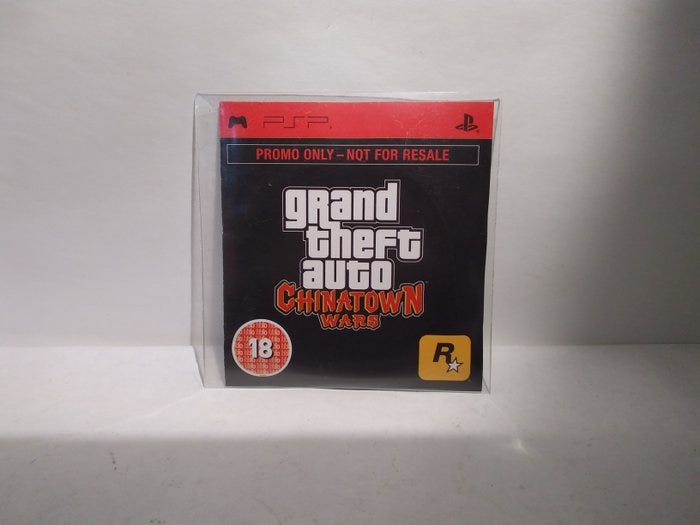 PSP
PROMO ONLY – NOT FOR RESALE
grand
theft
auto
CHINATOWN
WARS
18
R